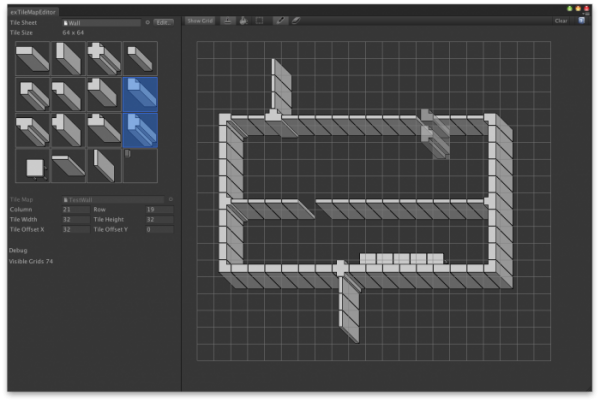 exTileMapEditor
Tile Sheet Wall Edit...
Tile Size 64 x 64
Show Grid
Clear
Tile Map
Column 21 Row 19
Tile Width 32 Tile Height 32
Tile Offset X 32 Tile Offset Y 0
Debug
Visible Grids 74